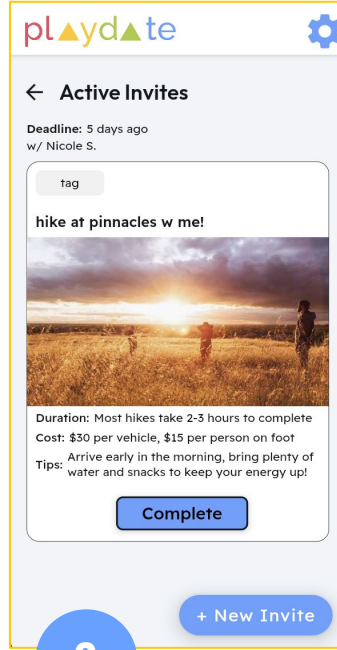 playdate
← Active Invites
Deadline: 5 days ago
w/ Nicole S.
tag
hike at pinnacles w me!
Duration: Most hikes take 2-3 hours to complete
Cost: $30 per vehicle, $15 per person on foot
Tips: Arrive early in the morning, bring plenty of
water and snacks to keep your energy up!
Complete
+ New Invite